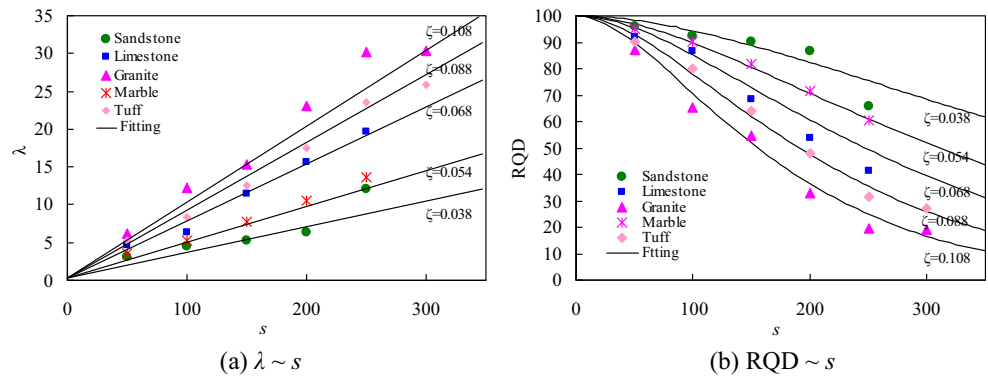 35
30
25
20
15
10
5
0
λ
0
100
200
300
s
Sandstone
Limestone
Granite
Marble
Tuff
Fitting
ζ=0.108
ζ=0.088
ζ=0.068
ζ=0.054
ζ=0.038
(a) λ ~ s
100
90
80
70
60
50
40
30
20
10
0
RQD
0
100
200
300
s
Sandstone
Limestone
Granite
Marble
Tuff
Ftting
ζ=0.038
ζ=0.054
ζ=0.068
ζ=0.088
ζ=0.108
(b) RQD ~ s